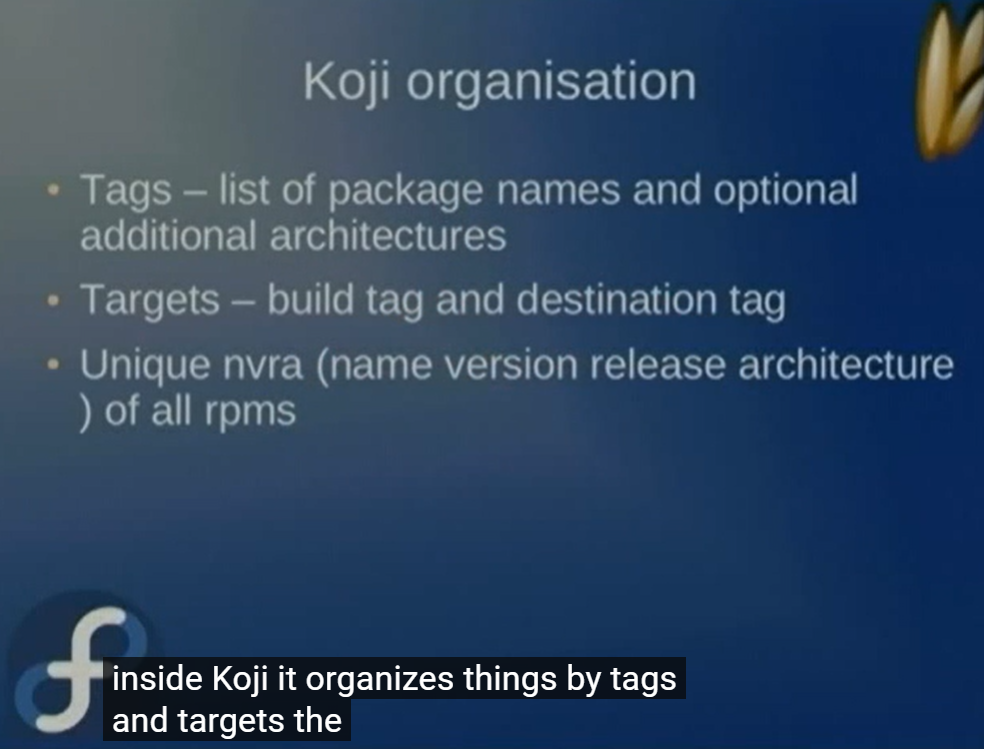 Koji organisation
• Tags – list of package names and optional
additional architectures
• Targets – build tag and destination tag
• Unique nvra (name version release architecture
) of all rpms
inside Koji it organizes things by tags
and targets the